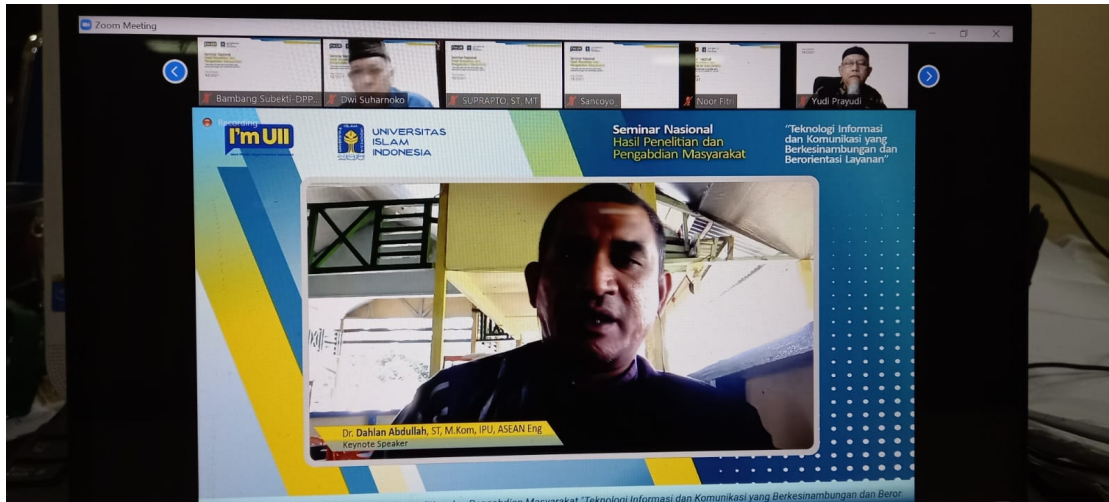 Zoom Meeting
Bambang Subekti-DPP...
Dwi Suharnoko
SUPRAPTO, ST, MT
Sancoyo
Noor Fitri
Yudi Prayudi
Recording
I'm UII
UNIVERSITAS
ISLAM
INDONESIA
Seminar Nasional
Hasil Penelitian dan
Pengabdian Masyarakat
"Teknologi Informasi
dan Komunikasi yang
Berkesinambungan dan
Berorientasi Layanan"
Dr. Dahlan Abdullah, ST, M.Kom, IPU, ASEAN Eng
Keynote Speaker
dan Pengabdian Masyarakat "Teknologi Informasi dan Komunikasi yang Berkesinambungan dan Beror